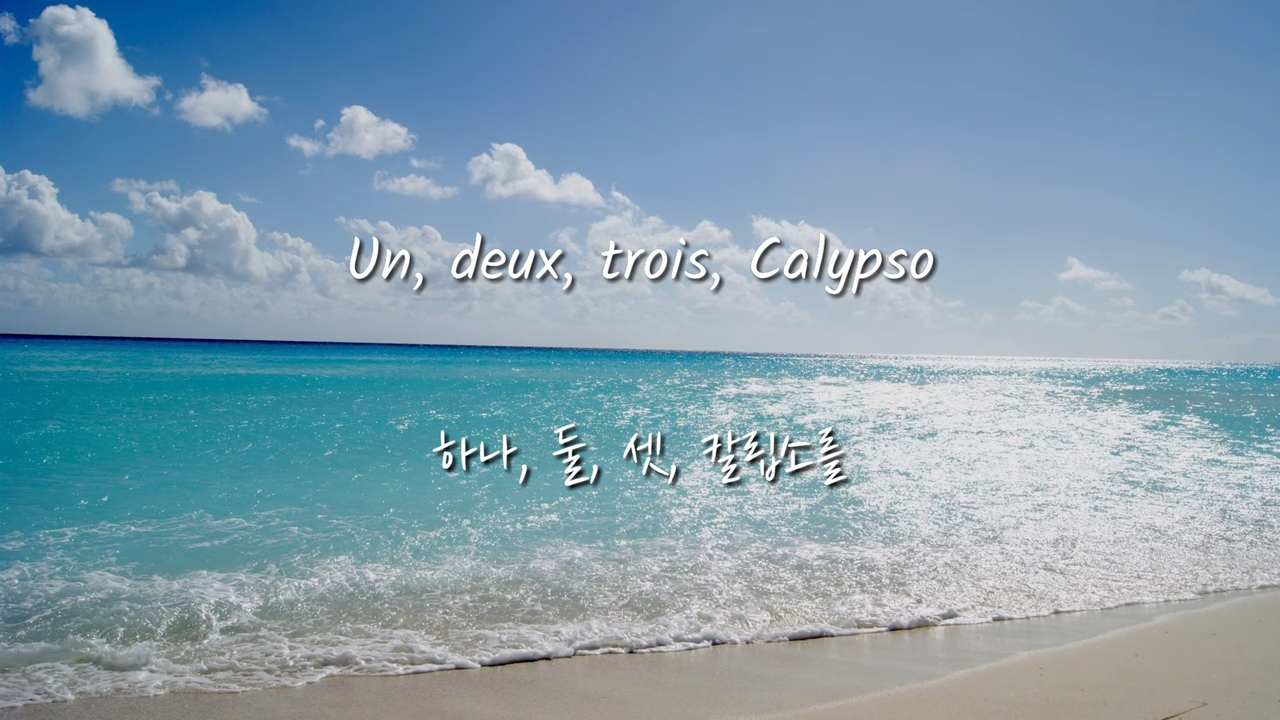 Un, deux, trois, Calypso
하나, 둘, 셋, 칼립소를